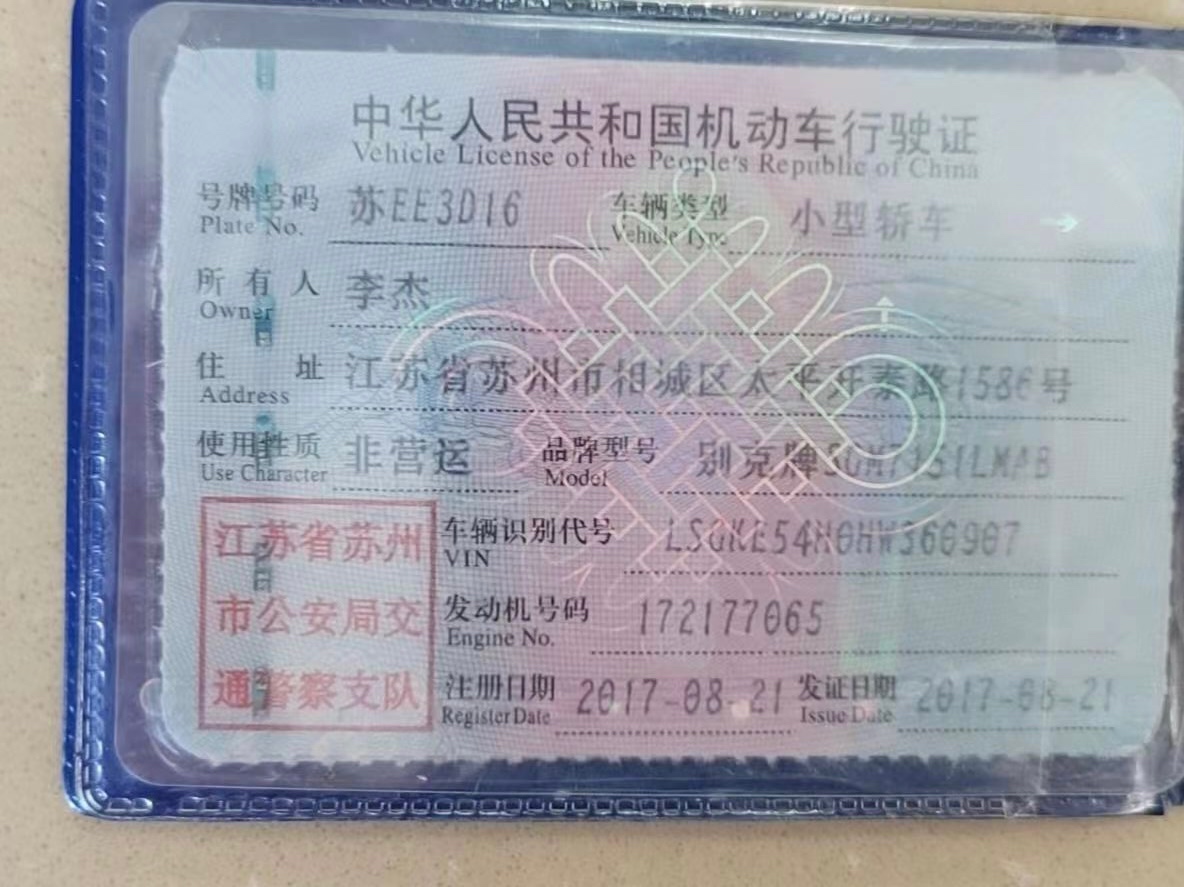 中华人民共和国机动车行驶证
Vehicle License of the People's Republic of China
号牌号码 苏EE3D16 车辆类型 小型轿车
Plate No. Vehicle Type
所有人 李杰
Owner
住址 江苏省苏州市相城区太平开泰路1586号
Address
使用性质 非营运 品牌型号 别克牌
Use Character Model
江苏省苏州 车辆识别代号
VIN
市公安局交 发动机号码 172177065
Engine No.
通警察支队 注册日期 2017-08-21 发证日期 2017-08-21
Register Date Issue Date